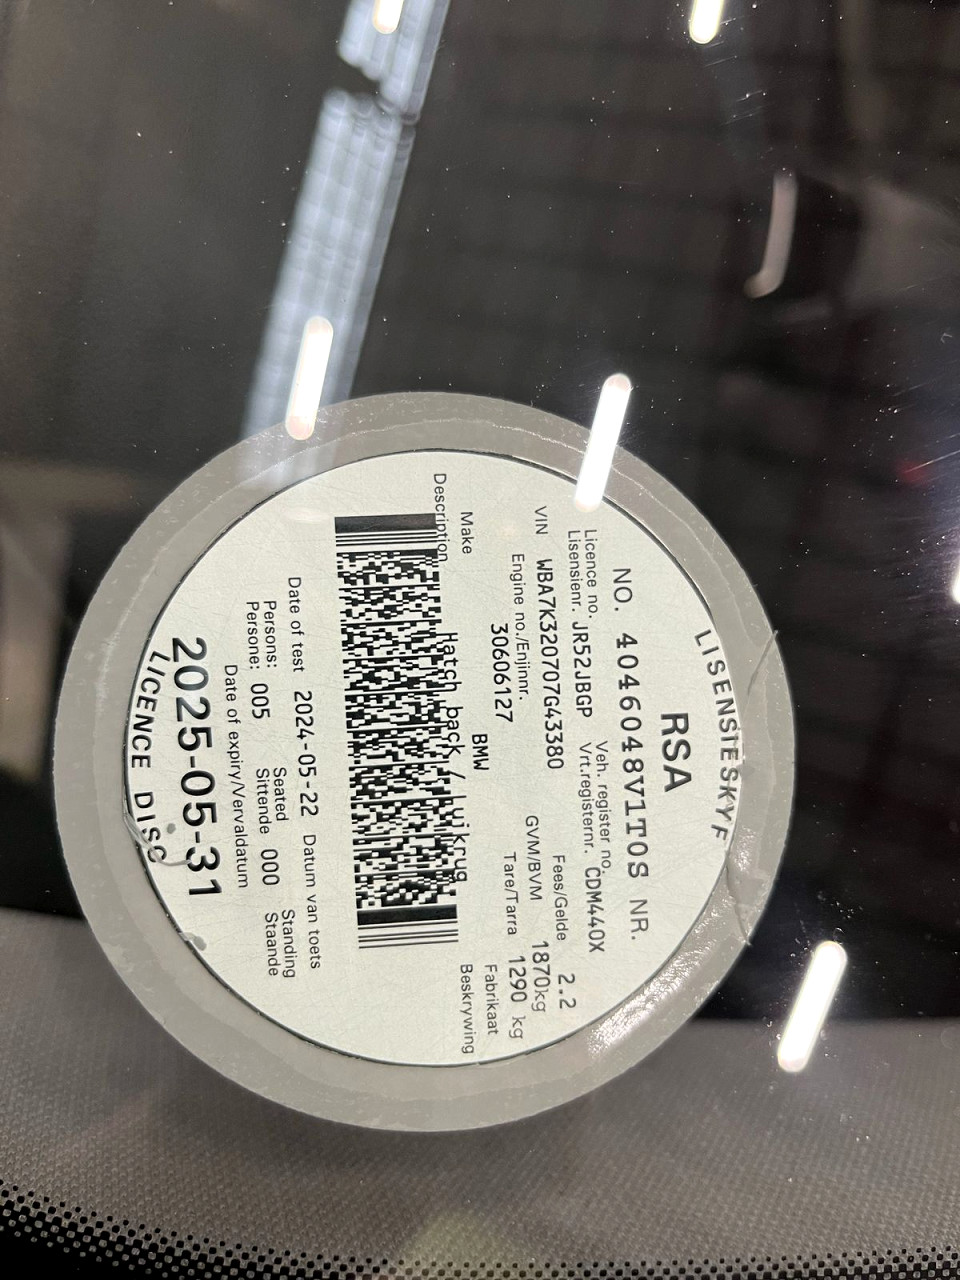 LISENSIESKYF
RSA
NO. 4046048V1T0S NR.
Licence no. Veh. register no.
Lisensienr. JR52JBGP Vrt.registernr. CDM440X
VIN WBA7K320707G43380 Fees/Gelde 2.2
Engine no./Enjinnr. GVM/BVM 1870kg
30606127 Tare/Tarra 1290 kg
Make BMW Fabrikaat
Description Hatch back / luikrug Beskrywing
Date of test 2024-05-22 Datum van toets
Persons: Seated Standing
Persone: 005 Sittende 000 Staande
Date of expiry/Vervaldatum
2025-05-31
LICENCE DISC